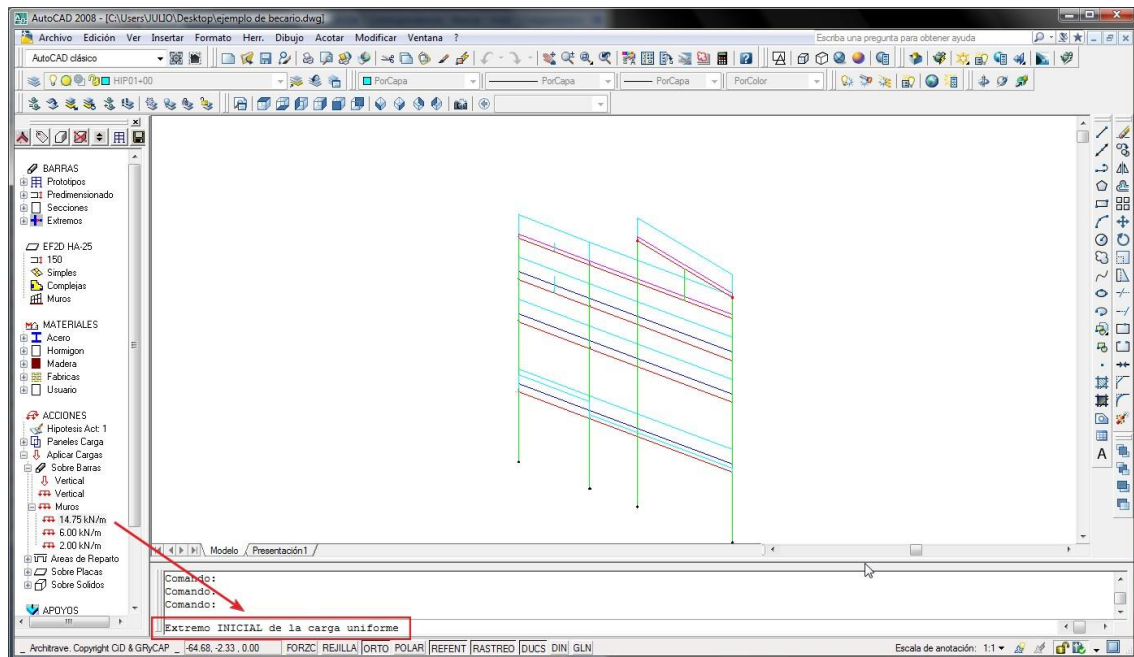 AutoCAD 2008 - [C:\Users\JULIO\Desktop\ejemplo de becario.dwg]
Archivo Edición Ver Insertar Formato Herr. Dibujo Acotar Modificar Ventana ?
Escriba una pregunta para obtener ayuda
AutoCAD clásico
HIP01+00
PorCapa
PorCapa
PorCapa
PorColor
BARRAS
Prototipos
Predimensionado
Secciones
Extremos
EF2D HA-25
150
Simples
Complejas
Muros
MATERIALES
Acero
Hormigon
Madera
Fabricas
Usuario
ACCIONES
Hipotesis Act: 1
Paneles Carga
Aplicar Cargas
Sobre Barras
Vertical
Vertical
Muros
14.75 kN/m
6.00 kN/m
2.00 kN/m
Areas de Reparto
Sobre Placas
Sobre Solidos
APOYOS
Modelo
Presentación1
Comando:
Comando:
Comando:
Extremo INICIAL de la carga uniforme
_ Architrave. Copyright CiD & GRyCAP _
-64.68, -2.33 , 0.00
FORZC REJILLA ORTO POLAR REFENT RASTREO DUCS DIN GLN
Escala de anotación: 1:1